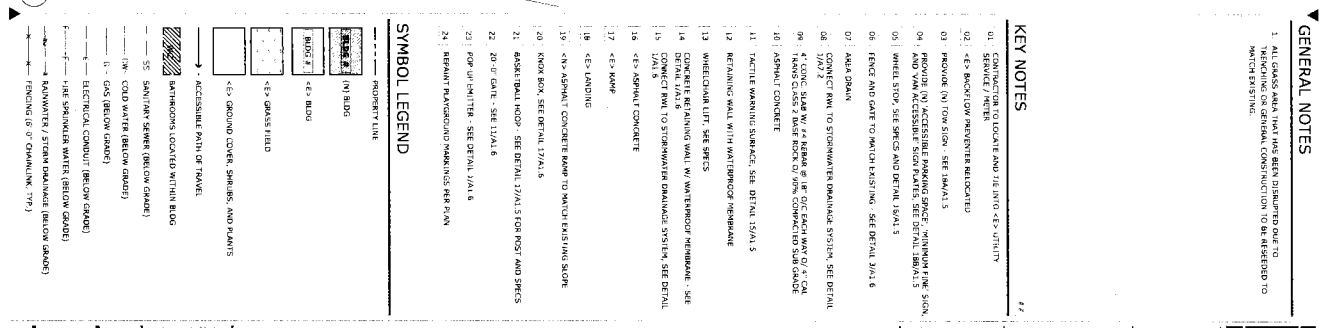 GENERAL NOTES
1. ALL GRASS AREA THAT HAS BEEN DISRUPTED DUE TO
TRENCHING OR GENERAL CONSTRUCTION TO BE RESEEDED TO
MATCH EXISTING.
KEY NOTES
##
01 CONTRACTOR TO LOCATE AND TIE INTO <E> UTILITY
SERVICE / METER
02 <E> BACKFLOW PREVENTER RELOCATED
03 PROVIDE (N) TOW SIGN - SEE 18A/A1.5
04 PROVIDE (N) 'ACCESSIBLE PARKING SPACE', 'MINIMUM FINE' SIGN,
AND 'VAN ACCESSIBLE' SIGN PLATES, SEE DETAIL 18B/A1.5
05 WHEEL STOP, SEE SPECS AND DETAIL 16/A1.5
06 FENCE AND GATE TO MATCH EXISTING - SEE DETAIL 3/A1.6
07 AREA DRAIN
08 CONNECT RWL TO STORMWATER DRAINAGE SYSTEM, SEE DETAIL
1/A7.2
09 4" CONC. SLAB W/ #4 REBAR @ 18" O/C EACH WAY O/ 4" CAL
TRANS CLASS 2 BASE ROCK O/ 90% COMPACTED SUB GRADE
10 ASPHALT CONCRETE
11 TACTILE WARNING SURFACE, SEE DETAIL 15/A1.5
12 RETAINING WALL WITH WATERPROOF MEMBRANE
13 WHEELCHAIR LIFT, SEE SPECS
14 CONCRETE RETAINING WALL W/ WATERPROOF MEMBRANE - SEE
DETAIL 1/A1.6
15 CONNECT RWL TO STORMWATER DRAINAGE SYSTEM, SEE DETAIL
1/A1.6
16 <E> ASPHALT CONCRETE
17 <E> RAMP
18 <E> LANDING
19 <N> ASPHALT CONCRETE RAMP TO MATCH EXISTING SLOPE
20 KNOX BOX, SEE DETAIL 17/A1.6
21 BASKETBALL HOOP - SEE DETAIL 17/A1.5 FOR POST AND SPECS
22 20'-0" GATE - SEE 11/A1.6
23 POP UP EMITTER - SEE DETAIL 2/A1.6
24 REPAINT PLAYGROUND MARKINGS PER PLAN
SYMBOL LEGEND
PROPERTY LINE
BLDG # (N) BLDG
BLDG # <E> BLDG
<E> GRASS FIELD
<E> GROUND COVER, SHRUBS, AND PLANTS
ACCESSIBLE PATH OF TRAVEL
BATHROOMS LOCATED WITHIN BLDG
SS SANITARY SEWER (BELOW GRADE)
CW COLD WATER (BELOW GRADE)
G GAS (BELOW GRADE)
E ELECTRICAL CONDUIT (BELOW GRADE)
F FIRE SPRINKLER WATER (BELOW GRADE)
RAINWATER / STORM DRAINAGE (BELOW GRADE)
FENCING (6'-0" CHAINLINK, TYP.)